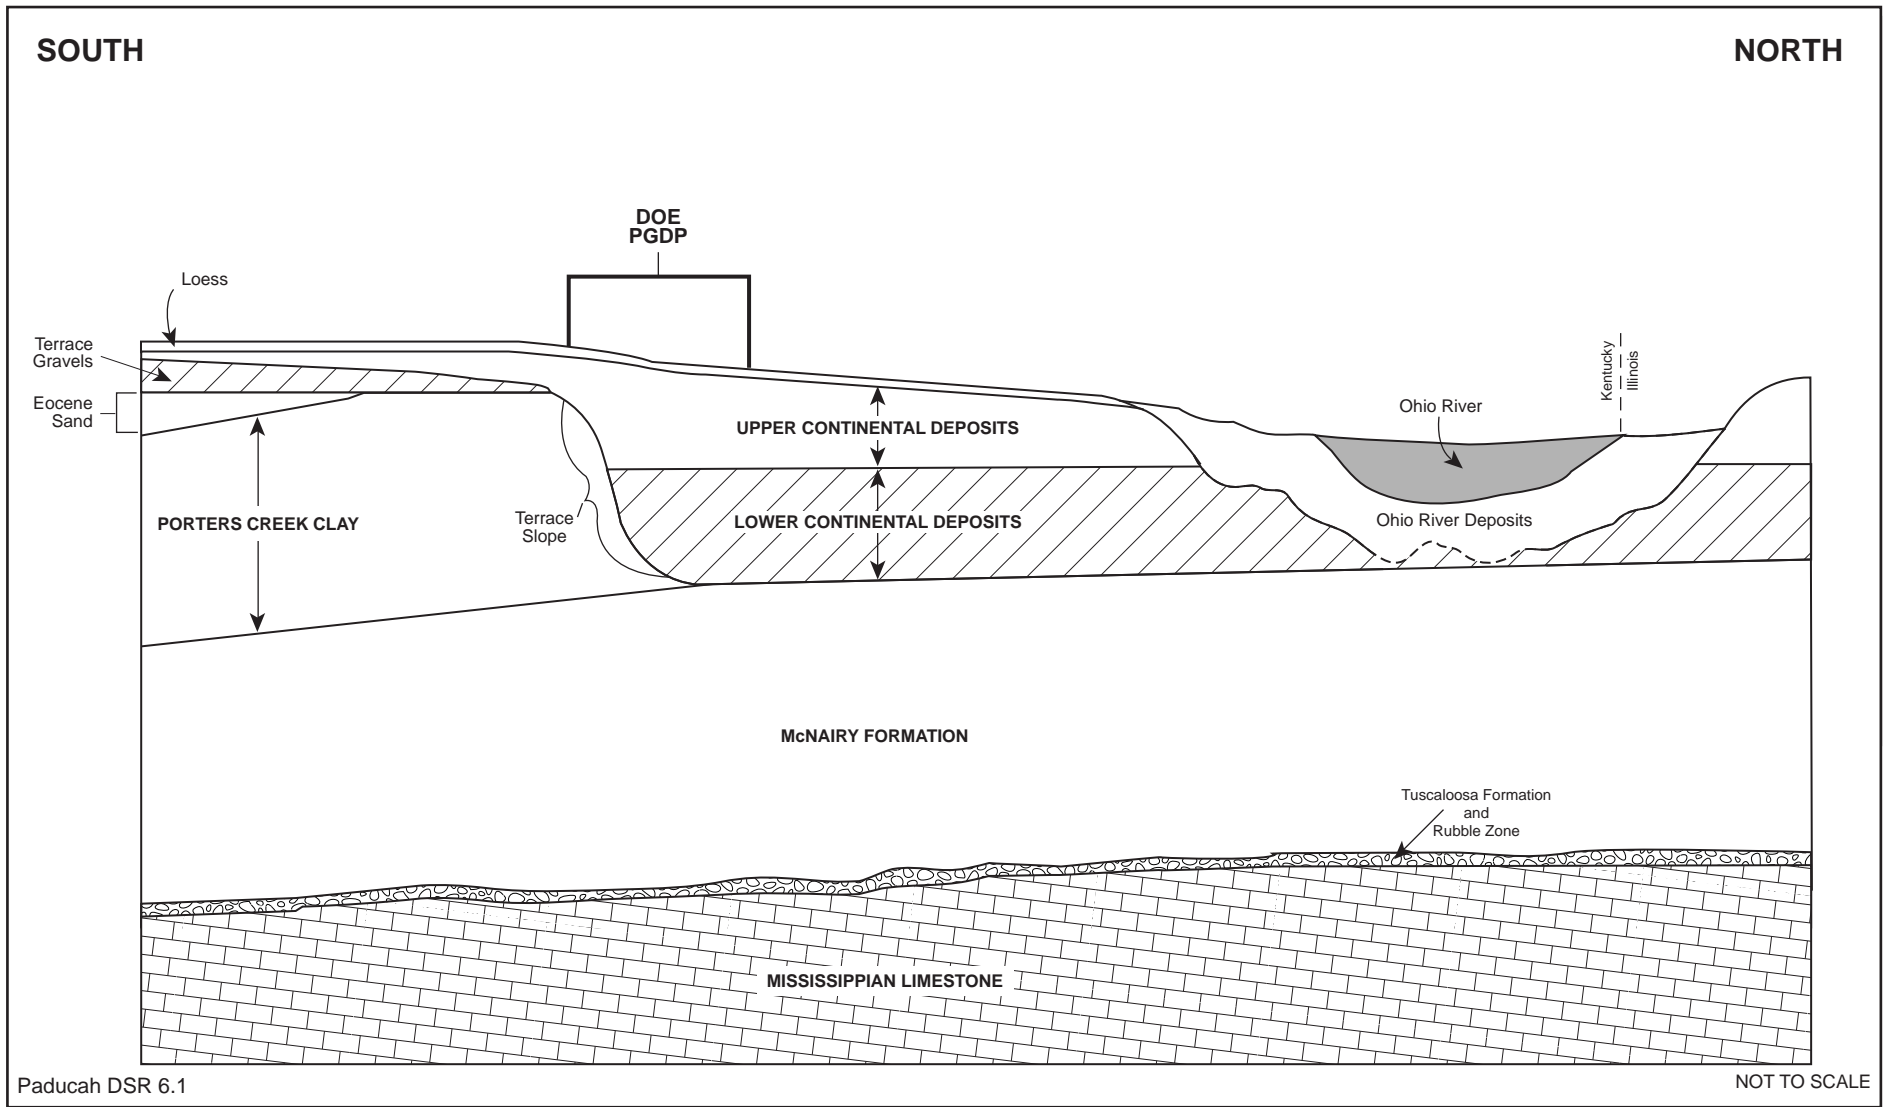 SOUTH
NORTH
DOE
PGDP
Loess
Terrace
Gravels
Eocene
Sand
Kentucky
Illinois
Ohio River
UPPER CONTINENTAL DEPOSITS
PORTERS CREEK CLAY
Terrace
Slope
LOWER CONTINENTAL DEPOSITS
Ohio River Deposits
McNAIRY FORMATION
Tuscaloosa Formation
and
Rubble Zone
MISSISSIPPIAN LIMESTONE
Paducah DSR 6.1
NOT TO SCALE